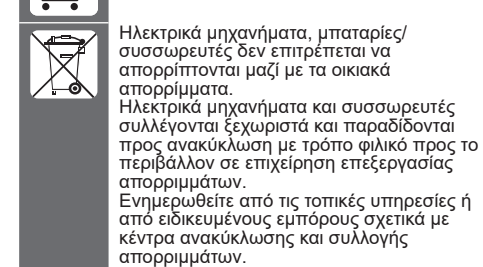 Ηλεκτρικά μηχανήματα, μπαταρίες/
συσσωρευτές δεν επιτρέπεται να
απορρίπτονται μαζί με τα οικιακά
απορρίμματα.
Ηλεκτρικά μηχανήματα και συσσωρευτές
συλλέγονται ξεχωριστά και παραδίδονται
προς ανακύκλωση με τρόπο φιλικό προς το
περιβάλλον σε επιχείρηση επεξεργασίας
απορριμμάτων.
Ενημερωθείτε από τις τοπικές υπηρεσίες ή
από ειδικευμένους εμπόρους σχετικά με
κέντρα ανακύκλωσης και συλλογής
απορριμμάτων.